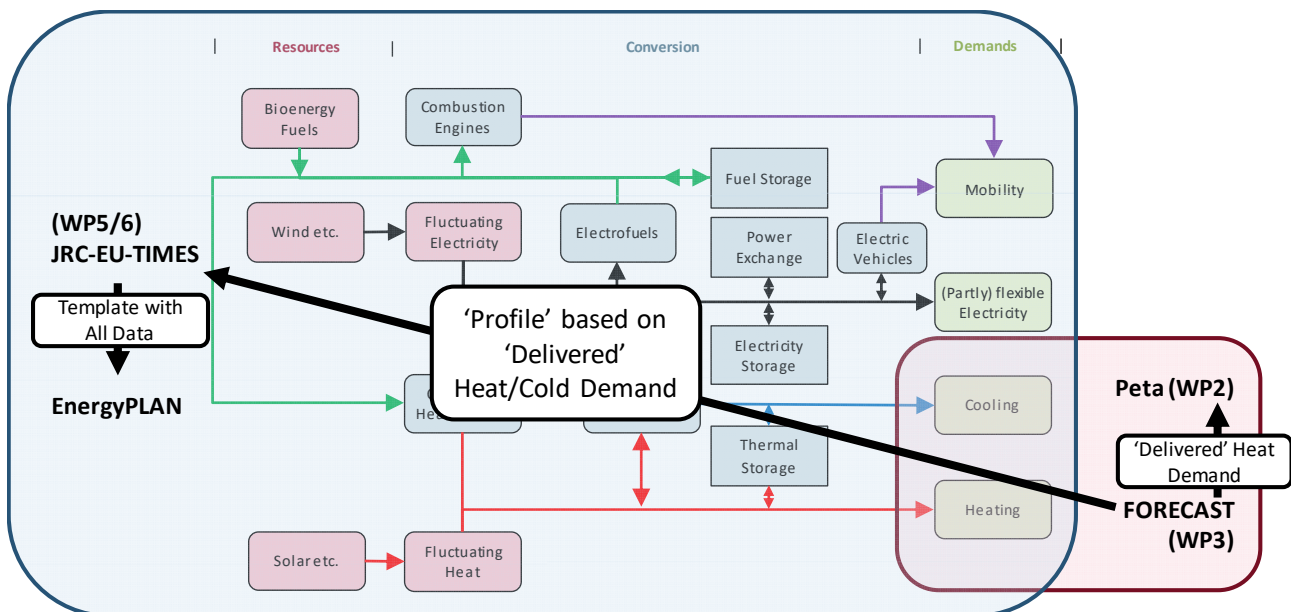 Resources
Conversion
Demands
Bioenergy
Fuels
Combustion
Engines
Fuel Storage
Mobility
Wind etc.
Fluctuating
Electricity
Electrofuels
Power
Exchange
Electric
Vehicles
(WP5/6)
JRC-EU-TIMES
Template with
All Data
EnergyPLAN
'Profile' based on
'Delivered'
Heat/Cold Demand
(Partly) flexible
Electricity
Electricity
Storage
Cooling
Thermal
Storage
Heating
Peta (WP2)
'Delivered' Heat
Demand
FORECAST
(WP3)
Solar etc.
Fluctuating
Heat